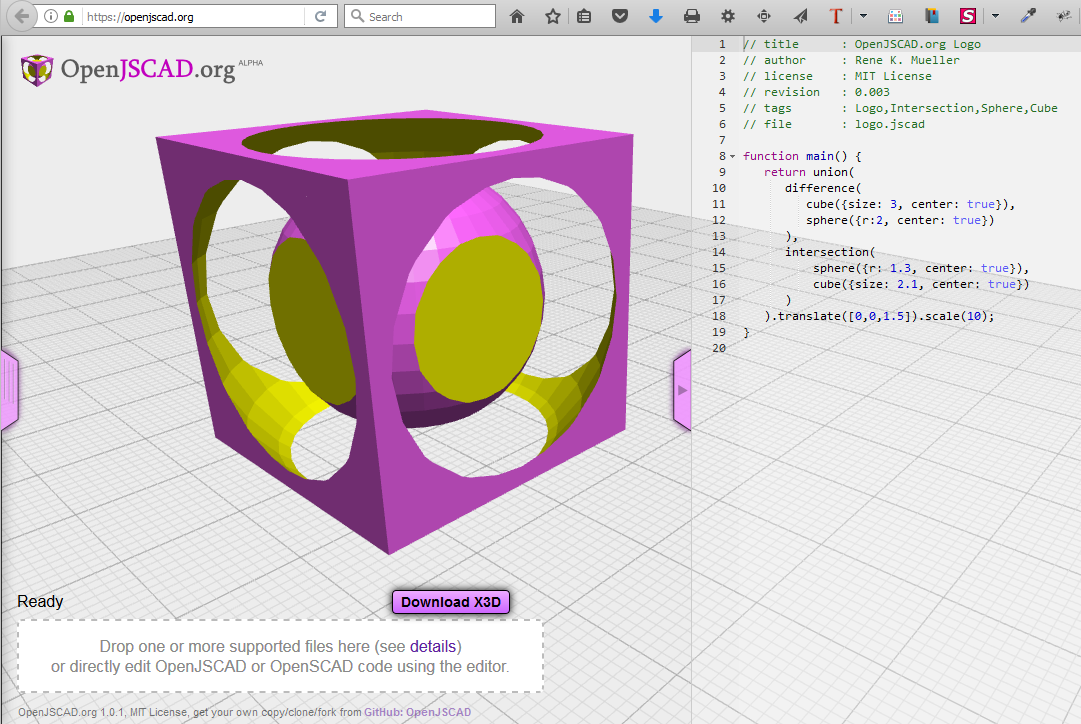 https://openjscad.org
Search
OpenJSCAD.org ALPHA
1 // title : OpenJSCAD.org Logo
2 // author : Rene K. Mueller
3 // license : MIT License
4 // revision : 0.003
5 // tags : Logo,Intersection,Sphere,Cube
6 // file : logo.jscad
7
8 function main() {
9 return union(
10 difference(
11 cube({size: 3, center: true}),
12 sphere({r:2, center: true})
13 ),
14 intersection(
15 sphere({r: 1.3, center: true}),
16 cube({size: 2.1, center: true})
17 )
18 ).translate([0,0,1.5]).scale(10);
19 }
20
Ready
Download X3D
Drop one or more supported files here (see details)
or directly edit OpenJSCAD or OpenSCAD code using the editor.
OpenJSCAD.org 1.0.1, MIT License, get your own copy/clone/fork from GitHub: OpenJSCAD